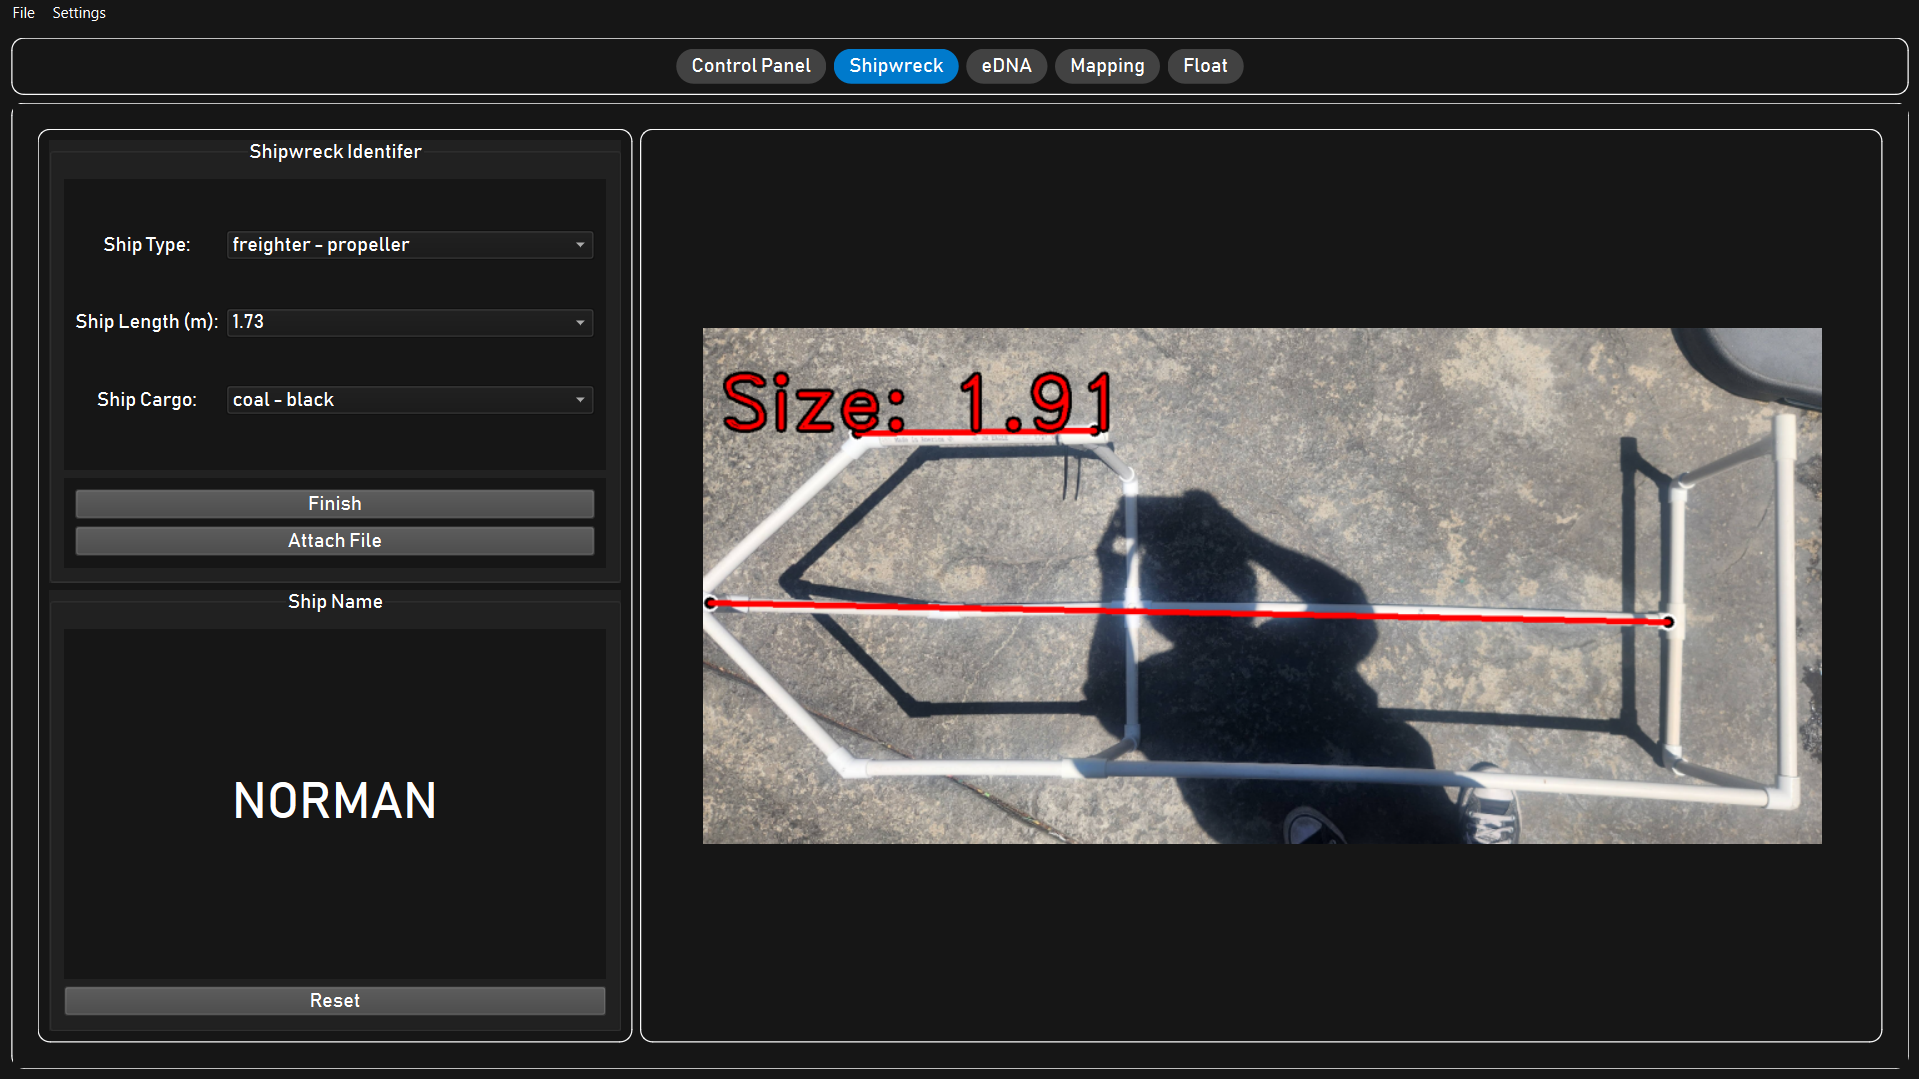 File Settings
Control Panel Shipwreck eDNA Mapping Float
Shipwreck Identifer
Ship Type: freighter - propeller
Ship Length (m): 1.73
Ship Cargo: coal - black
Finish
Attach File
Ship Name
NORMAN
Reset
Size: 1.91